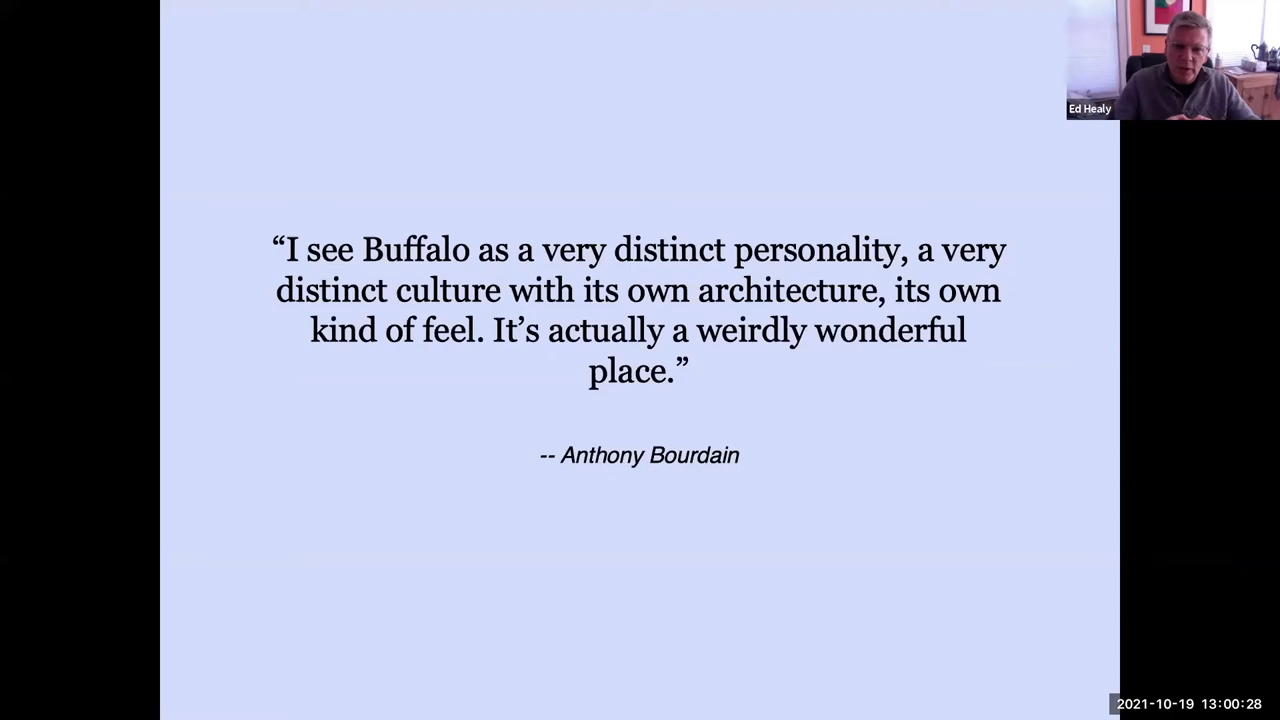 Ed Healy
“I see Buffalo as a very distinct personality, a very
distinct culture with its own architecture, its own
kind of feel. It’s actually a weirdly wonderful
place.”
-- Anthony Bourdain
2021-10-19 13:00:28